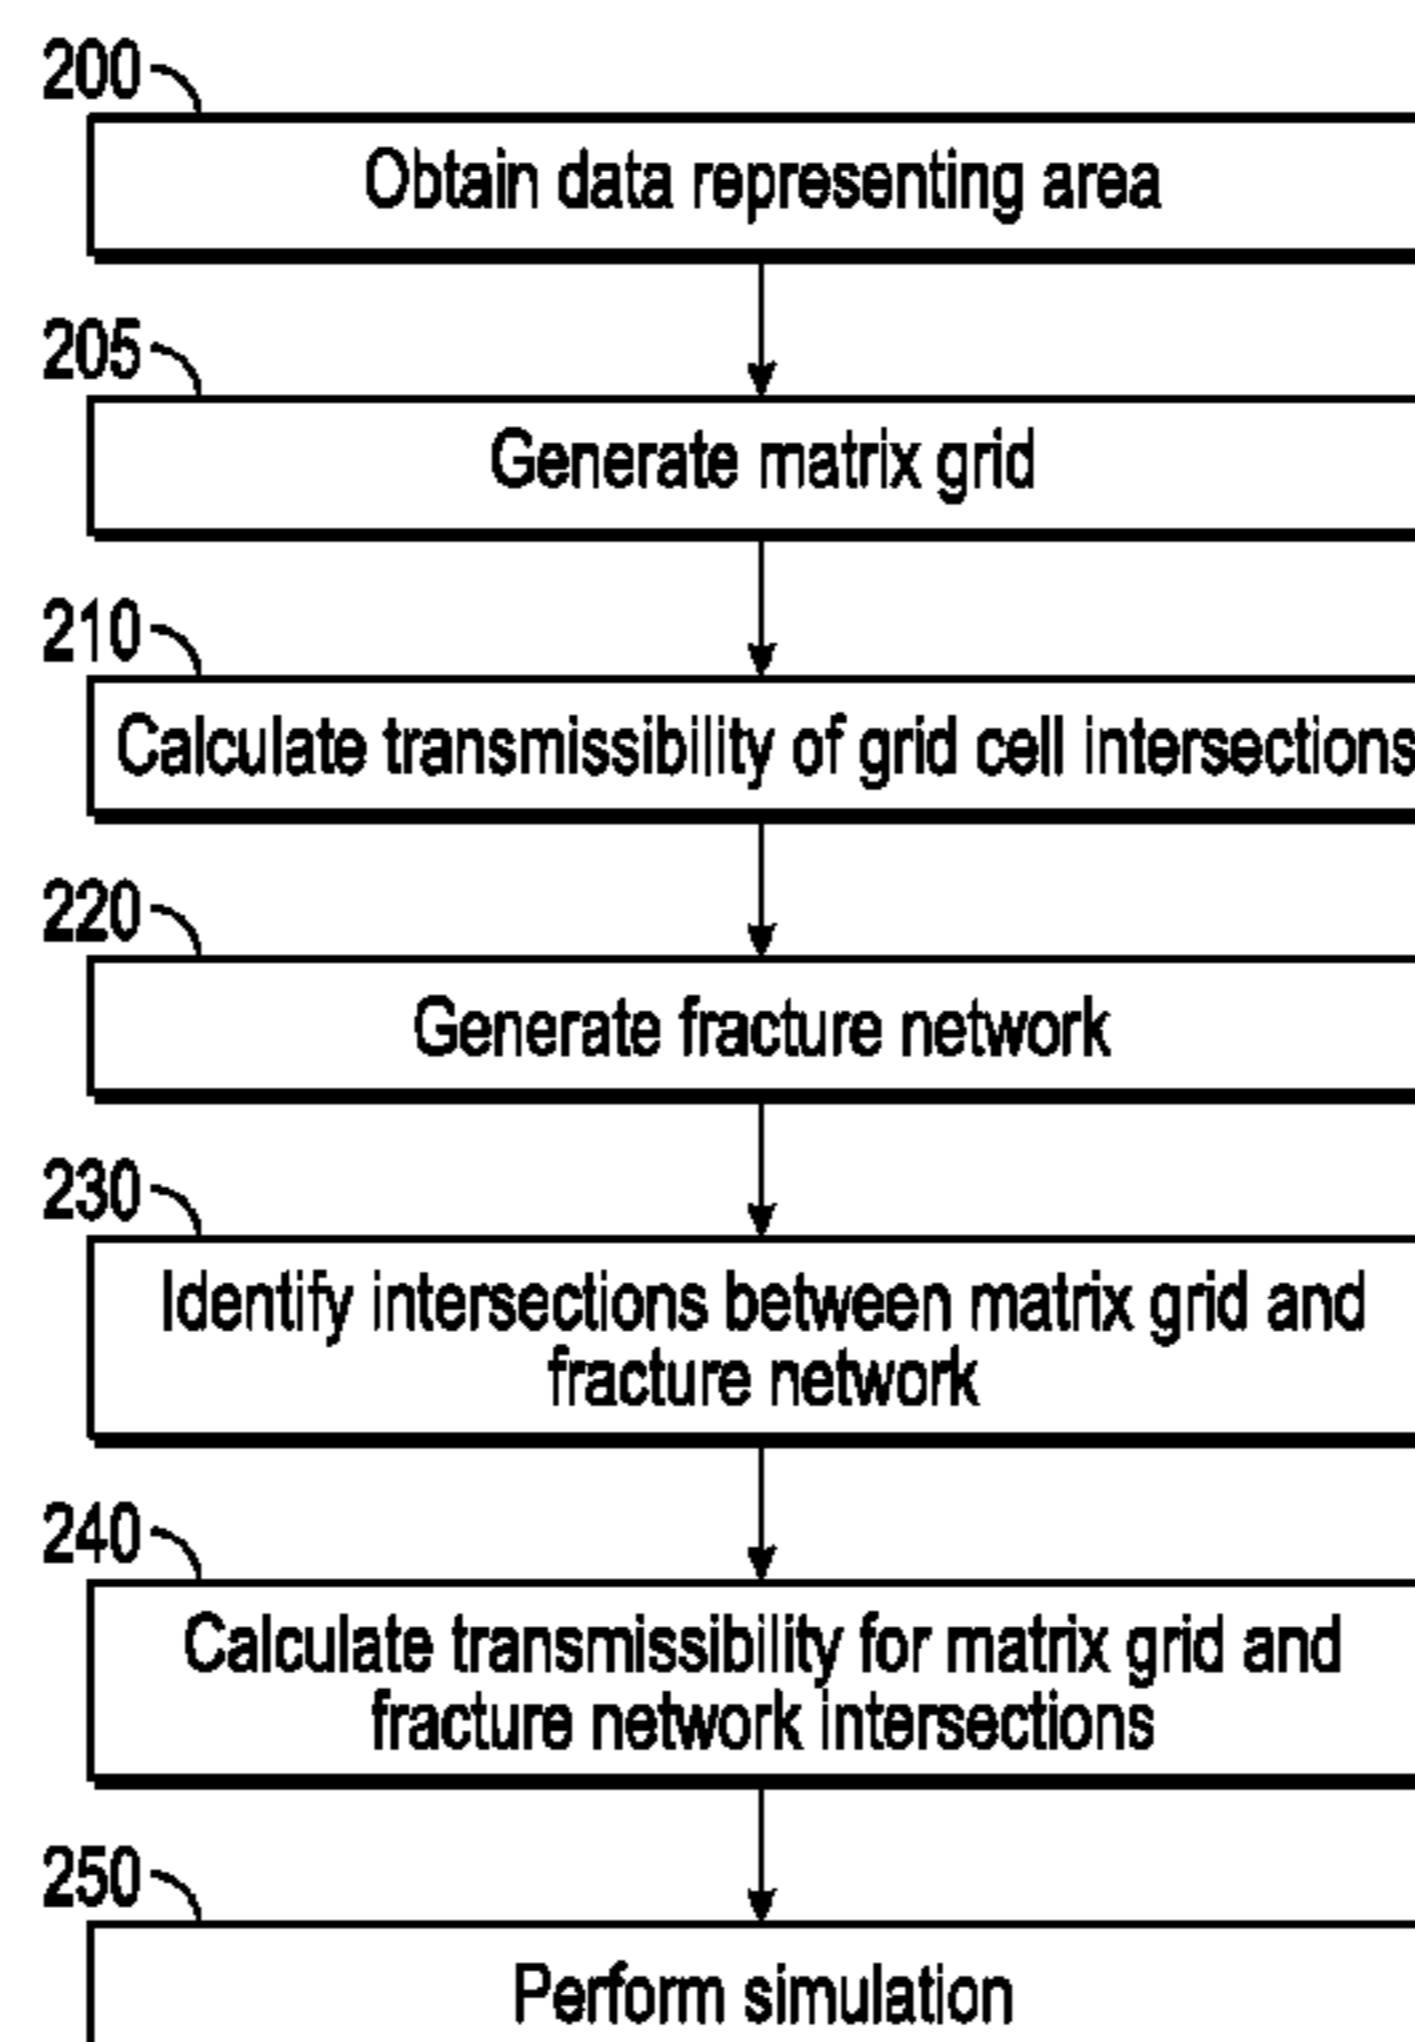 200
Obtain data representing area
205
Generate matrix grid
210
Calculate transmissibility of grid cell intersections
220
Generate fracture network
230
Identify intersections between matrix grid and
fracture network
240
Calculate transmissibility for matrix grid and
fracture network intersections
250
Perform simulation